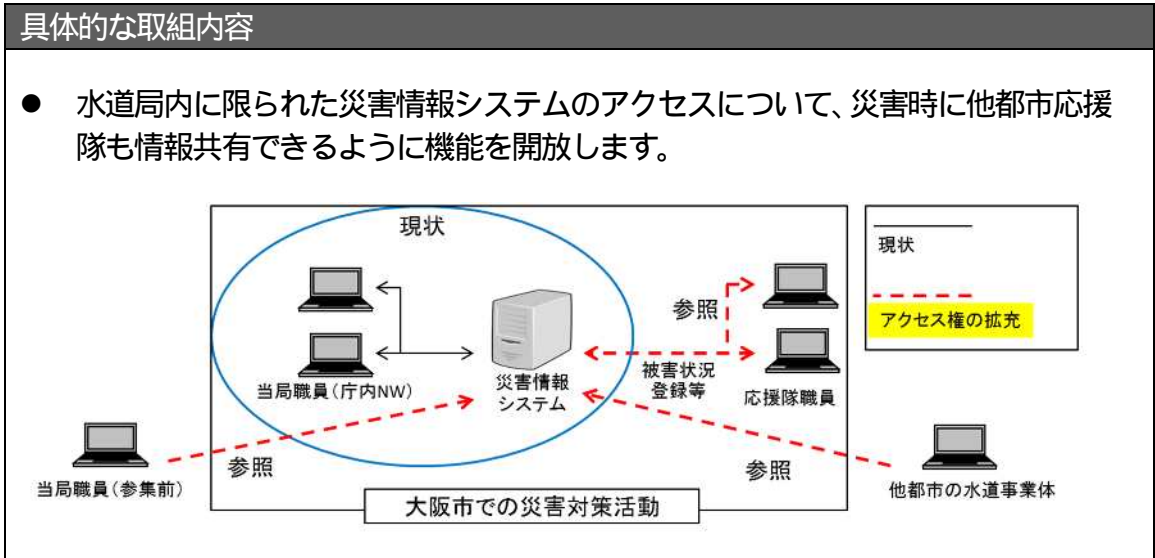 具体的な取組内容
● 水道局内に限られた災害情報システムのアクセスについて、災害時に他都市応援
隊も情報共有できるように機能を開放します。
現状
参照
災害情報
システム
当局職員(庁内NW)
被害状況
登録等
応援隊職員
現状
アクセス権の拡充
当局職員(参集前)
参照
参照
他都市の水道事業体
大阪市での災害対策活動